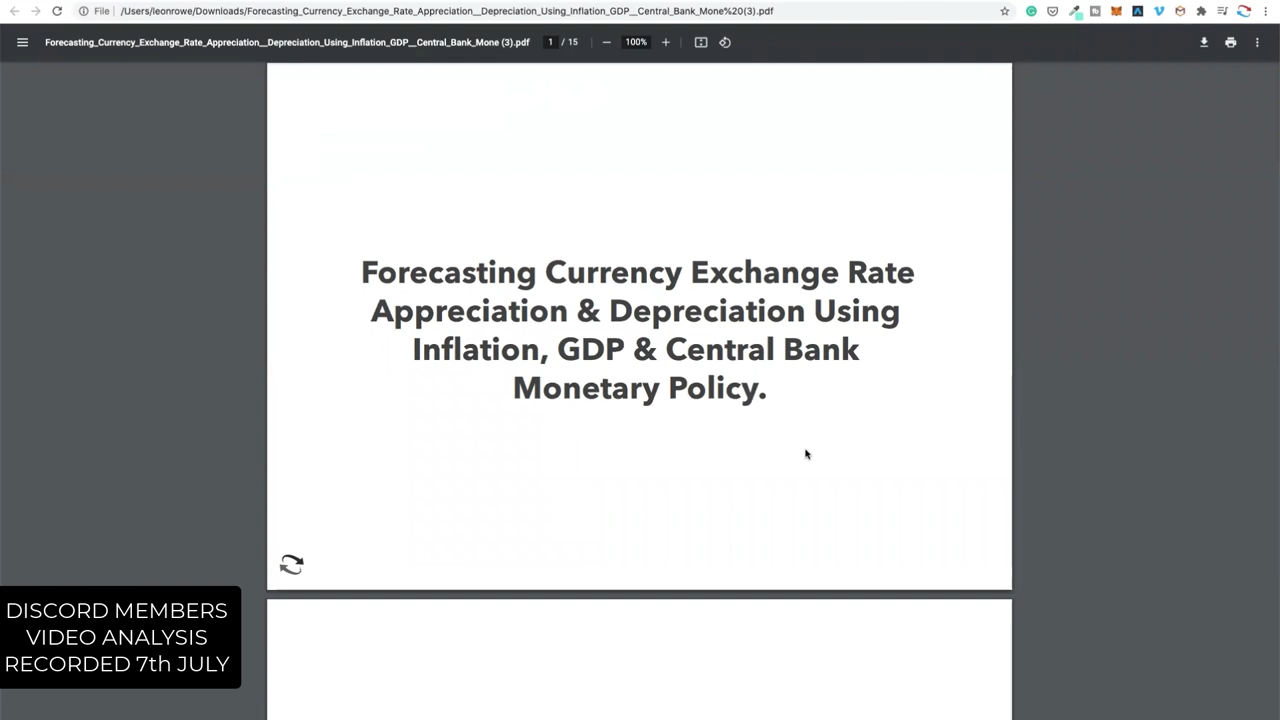 File
/Users/leonrowe/Downloads/Forecasting_Currency_Exchange_Rate_Appreciation__Depreciation_Using_Inflation_GDP__Central_Bank_Mone%20(3).pdf
Forecasting_Currency_Exchange_Rate_Appreciation__Depreciation_Using_Inflation_GDP__Central_Bank_Mone (3).pdf
1 / 15
100%
Forecasting Currency Exchange Rate
Appreciation & Depreciation Using
Inflation, GDP & Central Bank
Monetary Policy.
DISCORD MEMBERS
VIDEO ANALYSIS
RECORDED 7th JULY